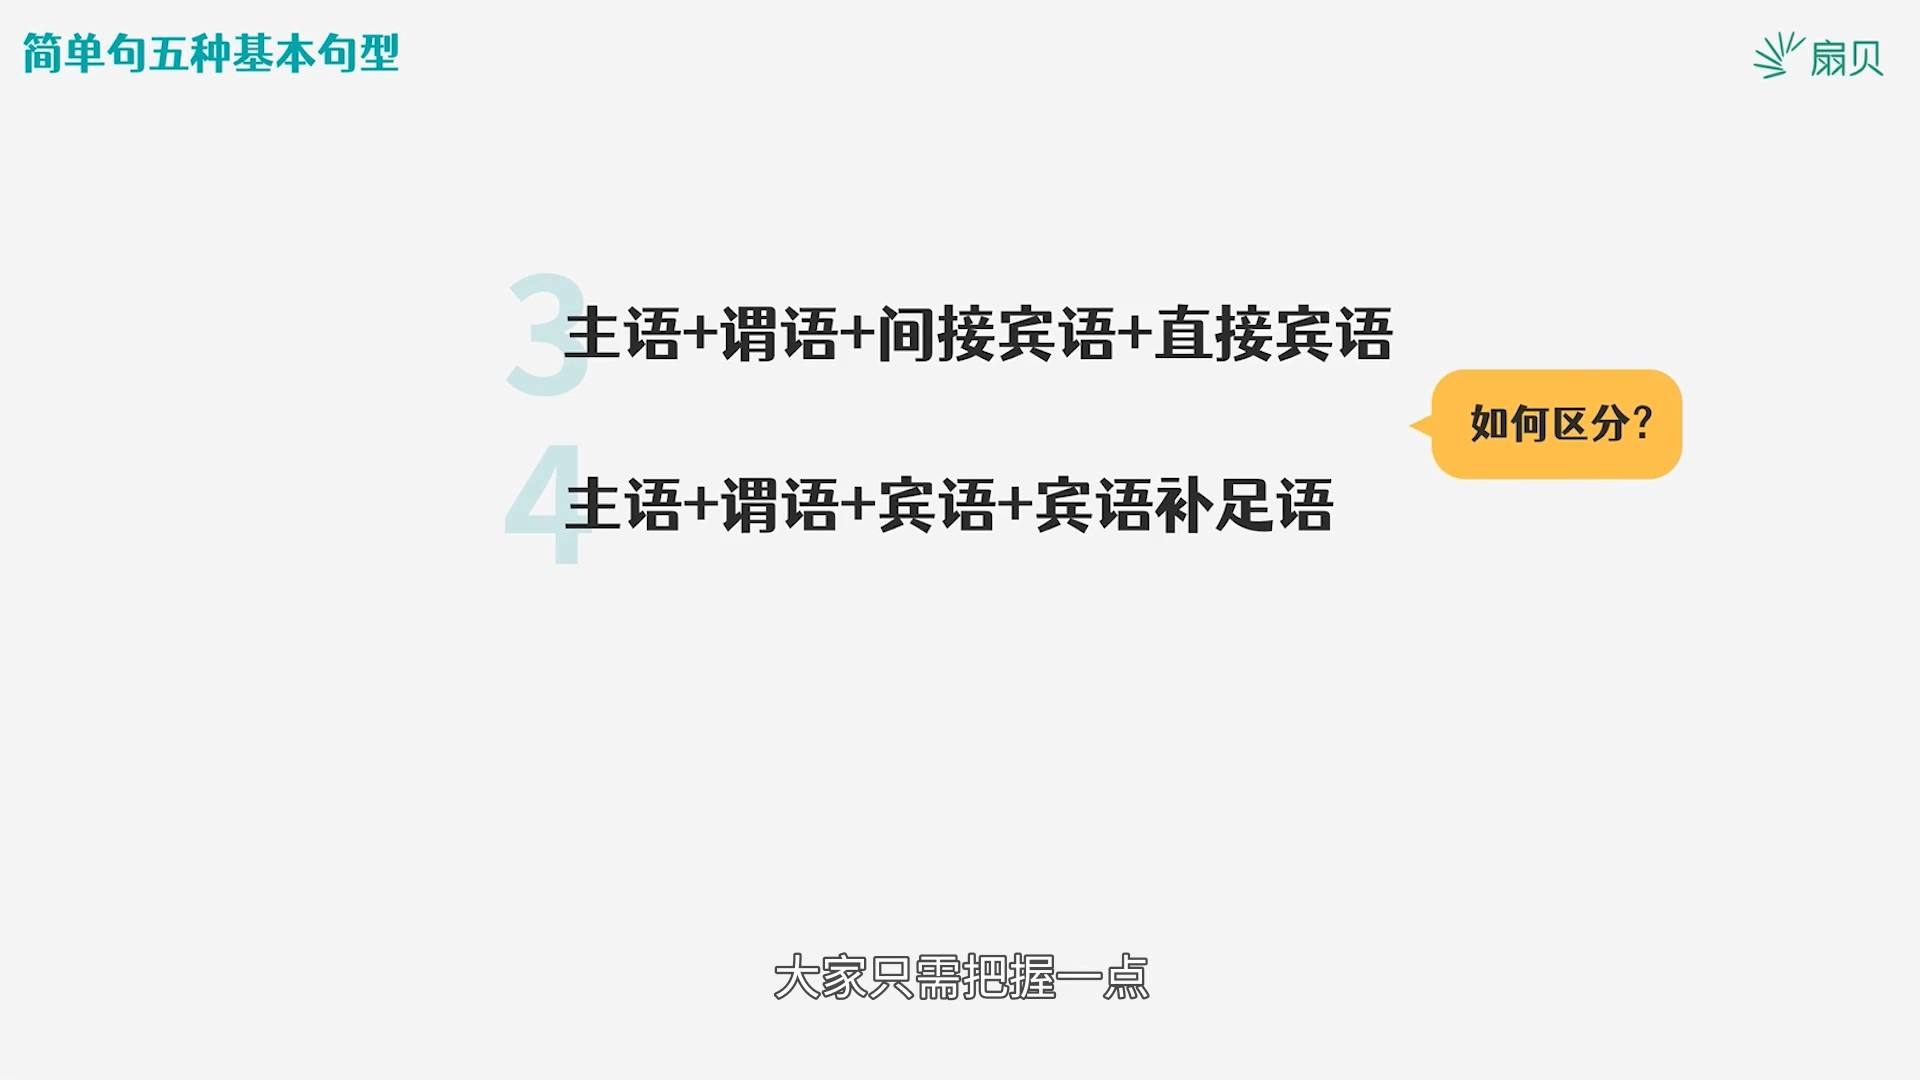 简单句五种基本句型
扇贝
3
主语+谓语+间接宾语+直接宾语
如何区分?
4
主语+谓语+宾语+宾语补足语
大家只需把握一点